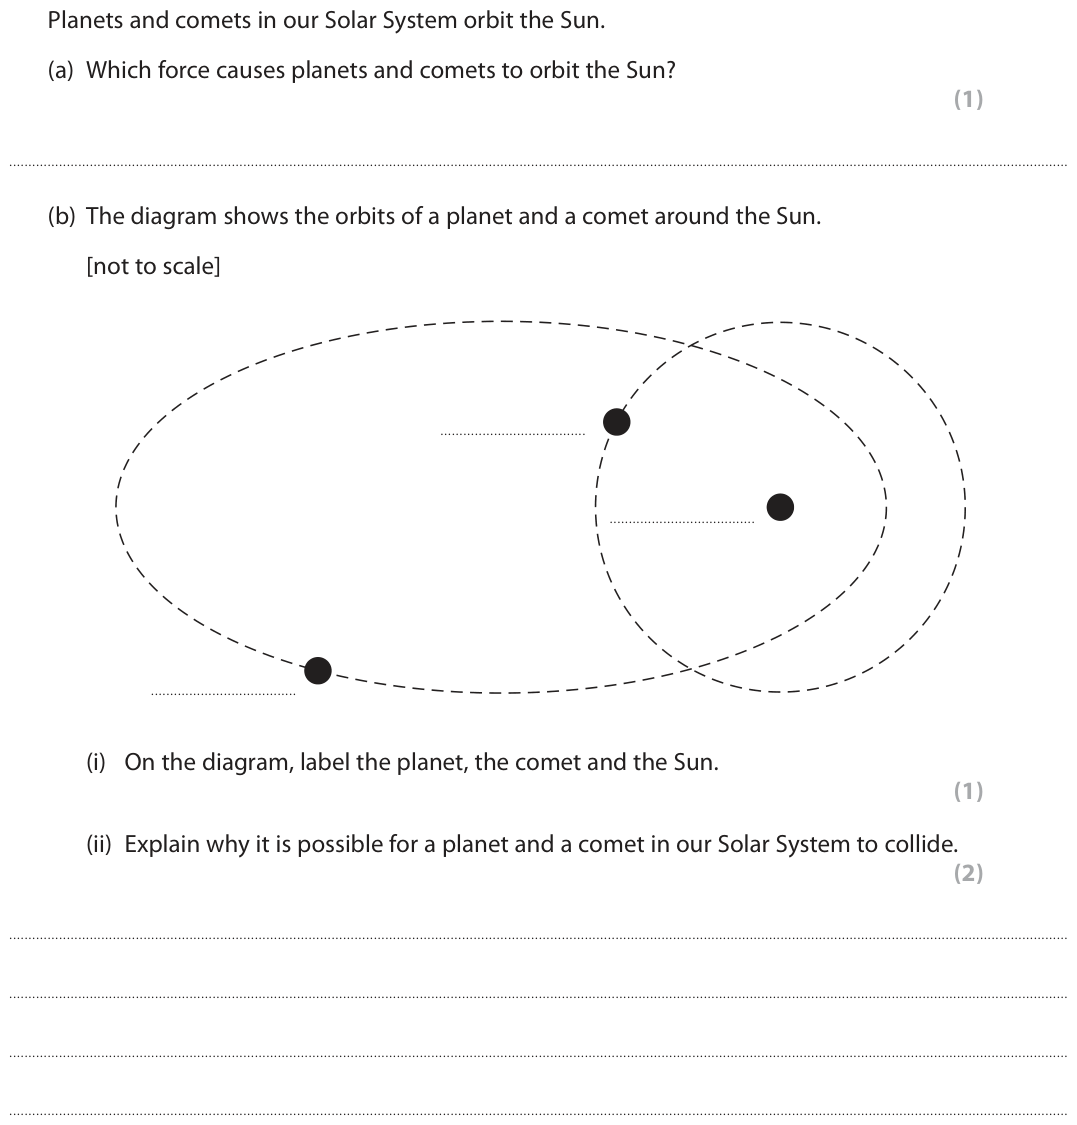 Planets and comets in our Solar System orbit the Sun.
(a) Which force causes planets and comets to orbit the Sun?
(1)
(b) The diagram shows the orbits of a planet and a comet around the Sun.
[not to scale]
(i) On the diagram, label the planet, the comet and the Sun.
(1)
(ii) Explain why it is possible for a planet and a comet in our Solar System to collide.
(2)